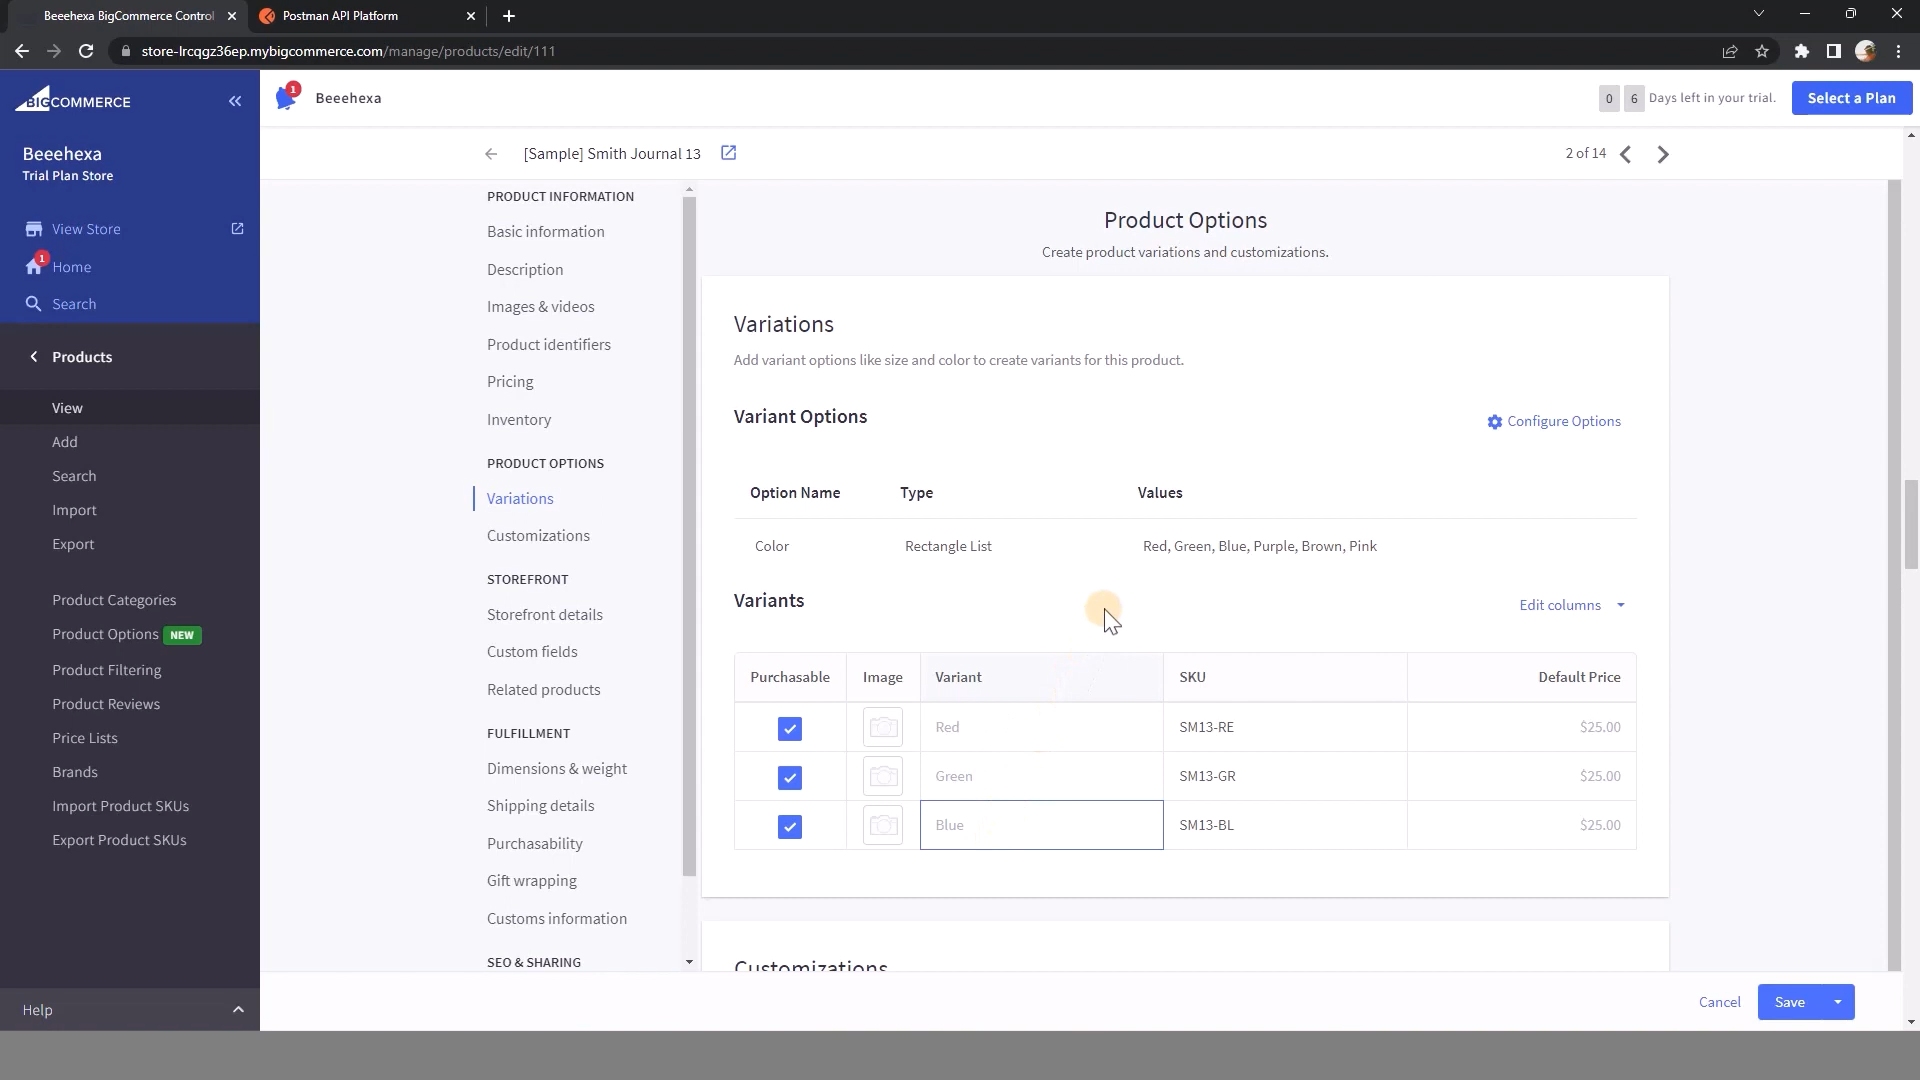 Beeehexa BigCommerce Control
Postman API Platform
store-lrcqgz36ep.mybigcommerce.com/manage/products/edit/111
BIGCOMMERCE
1
Beeehexa
0 6 Days left in your trial.
Select a Plan
Beeehexa
Trial Plan Store
[Sample] Smith Journal 13
2 of 14
View Store
1
Home
Search
Products
View
Add
Search
Import
Export
Product Categories
Product Options NEW
Product Filtering
Product Reviews
Price Lists
Brands
Import Product SKUs
Export Product SKUs
Help
PRODUCT INFORMATION
Basic information
Description
Images & videos
Product identifiers
Pricing
Inventory
PRODUCT OPTIONS
Variations
Customizations
STOREFRONT
Storefront details
Custom fields
Related products
FULFILLMENT
Dimensions & weight
Shipping details
Purchasability
Gift wrapping
Customs information
SEO & SHARING
Product Options
Create product variations and customizations.
Variations
Add variant options like size and color to create variants for this product.
Variant Options
Configure Options
Option Name Type Values
Color Rectangle List Red, Green, Blue, Purple, Brown, Pink
Variants
Edit columns
Purchasable Image Variant SKU Default Price
Red SM13-RE $25.00
Green SM13-GR $25.00
Blue SM13-BL $25.00
Customizations
Cancel
Save